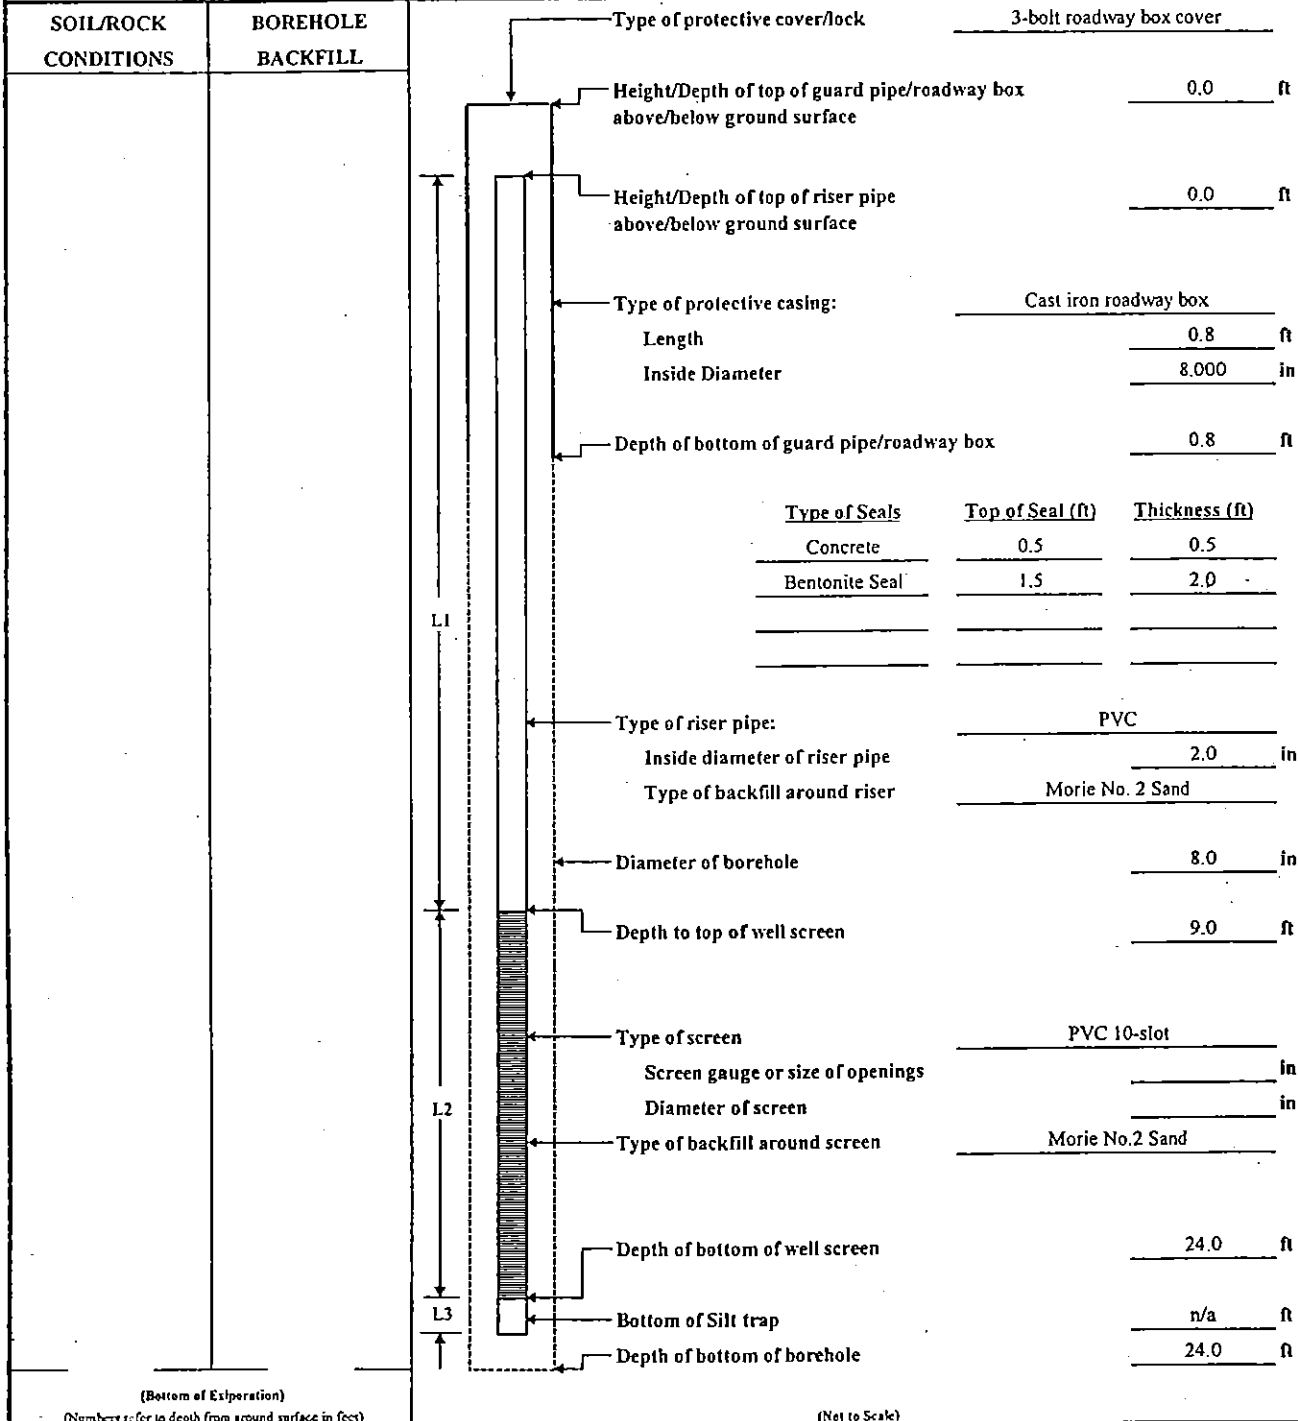 SOIL/ROCK CONDITIONS
BOREHOLE BACKFILL
Type of protective cover/lock 3-bolt roadway box cover
Height/Depth of top of guard pipe/roadway box 0.0 ft
above/below ground surface
Height/Depth of top of riser pipe 0.0 ft
above/below ground surface
Type of protective casing: Cast iron roadway box
Length 0.8 ft
Inside Diameter 8.000 in
Depth of bottom of guard pipe/roadway box 0.8 ft
Type of Seals Top of Seal (ft) Thickness (ft)
Concrete 0.5 0.5
Bentonite Seal 1.5 2.0
L1
Type of riser pipe: PVC
Inside diameter of riser pipe 2.0 in
Type of backfill around riser Morie No. 2 Sand
Diameter of borehole 8.0 in
Depth to top of well screen 9.0 ft
Type of screen PVC 10-slot
Screen gauge or size of openings in
L2
Diameter of screen in
Type of backfill around screen Morie No.2 Sand
Depth of bottom of well screen 24.0 ft
L3
Bottom of Silt trap n/a ft
Depth of bottom of borehole 24.0 ft
(Bottom of Exlporation)
(Numbers refer to depth from ground surface in feet)
(Not to Scale)